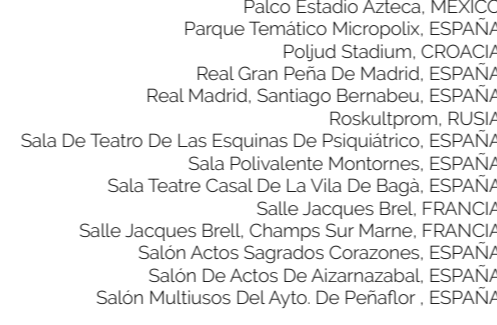 Palco Estadio Azteca, MÉXICO
Parque Temático Micropolix, ESPAÑA
Poljud Stadium, CROACIA
Real Gran Peña De Madrid, ESPAÑA
Real Madrid, Santiago Bernabeu, ESPAÑA
Roskultprom, RUSIA
Sala De Teatro De Las Esquinas De Psiquiátrico, ESPAÑA
Sala Polivalente Montornes, ESPAÑA
Sala Teatre Casal De La Vila De Bagà, ESPAÑA
Salle Jacques Brel, FRANCIA
Salle Jacques Brell, Champs Sur Marne, FRANCIA
Salón Actos Sagrados Corazones, ESPAÑA
Salón De Actos De Aizarnazabal, ESPAÑA
Salón Multiusos Del Ayto. De Peñaflor , ESPAÑA